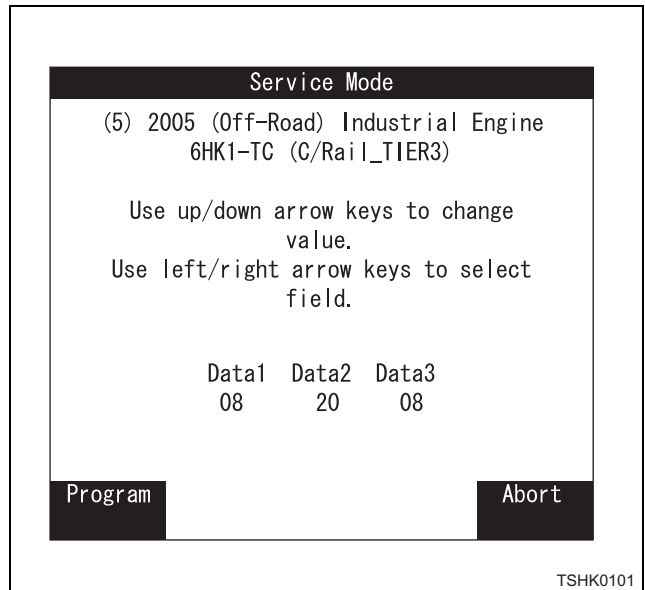 Service Mode
(5) 2005 (Off-Road) Industrial Engine
6HK1-TC (C/Rail_TIER3)
Use up/down arrow keys to change
value.
Use left/right arrow keys to select
field.
Data1 Data2 Data3
08 20 08
Program Abort
TSHK0101